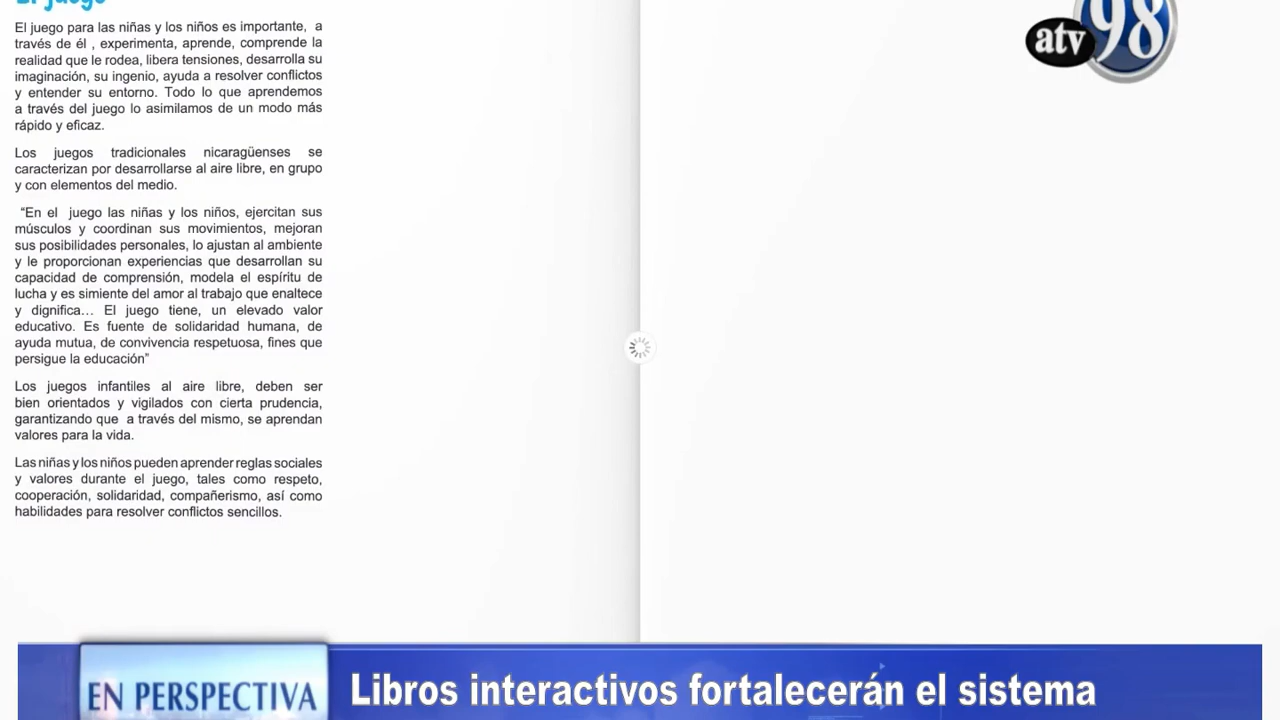 El juego
El juego para las niñas y los niños es importante, a
través de él , experimenta, aprende, comprende la
realidad que le rodea, libera tensiones, desarrolla su
imaginación, su ingenio, ayuda a resolver conflictos
y entender su entorno. Todo lo que aprendemos
a través del juego lo asimilamos de un modo más
rápido y eficaz.
Los juegos tradicionales nicaragüenses se
caracterizan por desarrollarse al aire libre, en grupo
y con elementos del medio.
“En el juego las niñas y los niños, ejercitan sus
músculos y coordinan sus movimientos, mejoran
sus posibilidades personales, lo ajustan al ambiente
y le proporcionan experiencias que desarrollan su
capacidad de comprensión, modela el espíritu de
lucha y es simiente del amor al trabajo que enaltece
y dignifica… El juego tiene, un elevado valor
educativo. Es fuente de solidaridad humana, de
ayuda mutua, de convivencia respetuosa, fines que
persigue la educación”
Los juegos infantiles al aire libre, deben ser
bien orientados y vigilados con cierta prudencia,
garantizando que a través del mismo, se aprendan
valores para la vida.
Las niñas y los niños pueden aprender reglas sociales
y valores durante el juego, tales como respeto,
cooperación, solidaridad, compañerismo, así como
habilidades para resolver conflictos sencillos.
atv 98
EN PERSPECTIVA
Libros interactivos fortalecerán el sistema